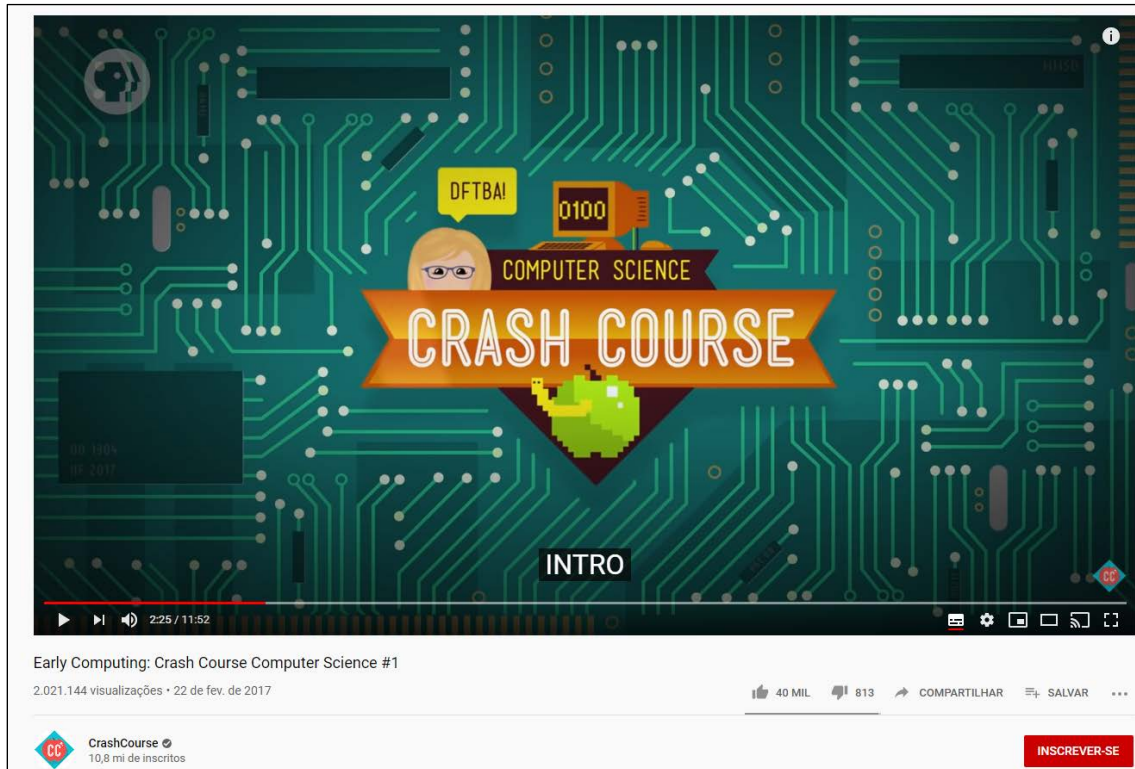 DFTBA!
0100
COMPUTER SCIENCE
CRASH COURSE
INTRO
CC
2:25 / 11:52
Early Computing: Crash Course Computer Science #1
2.021.144 visualizações • 22 de fev. de 2017
40 MIL 813 COMPARTILHAR SALVAR
CC
CrashCourse
10,8 mi de inscritos
INSCREVER-SE